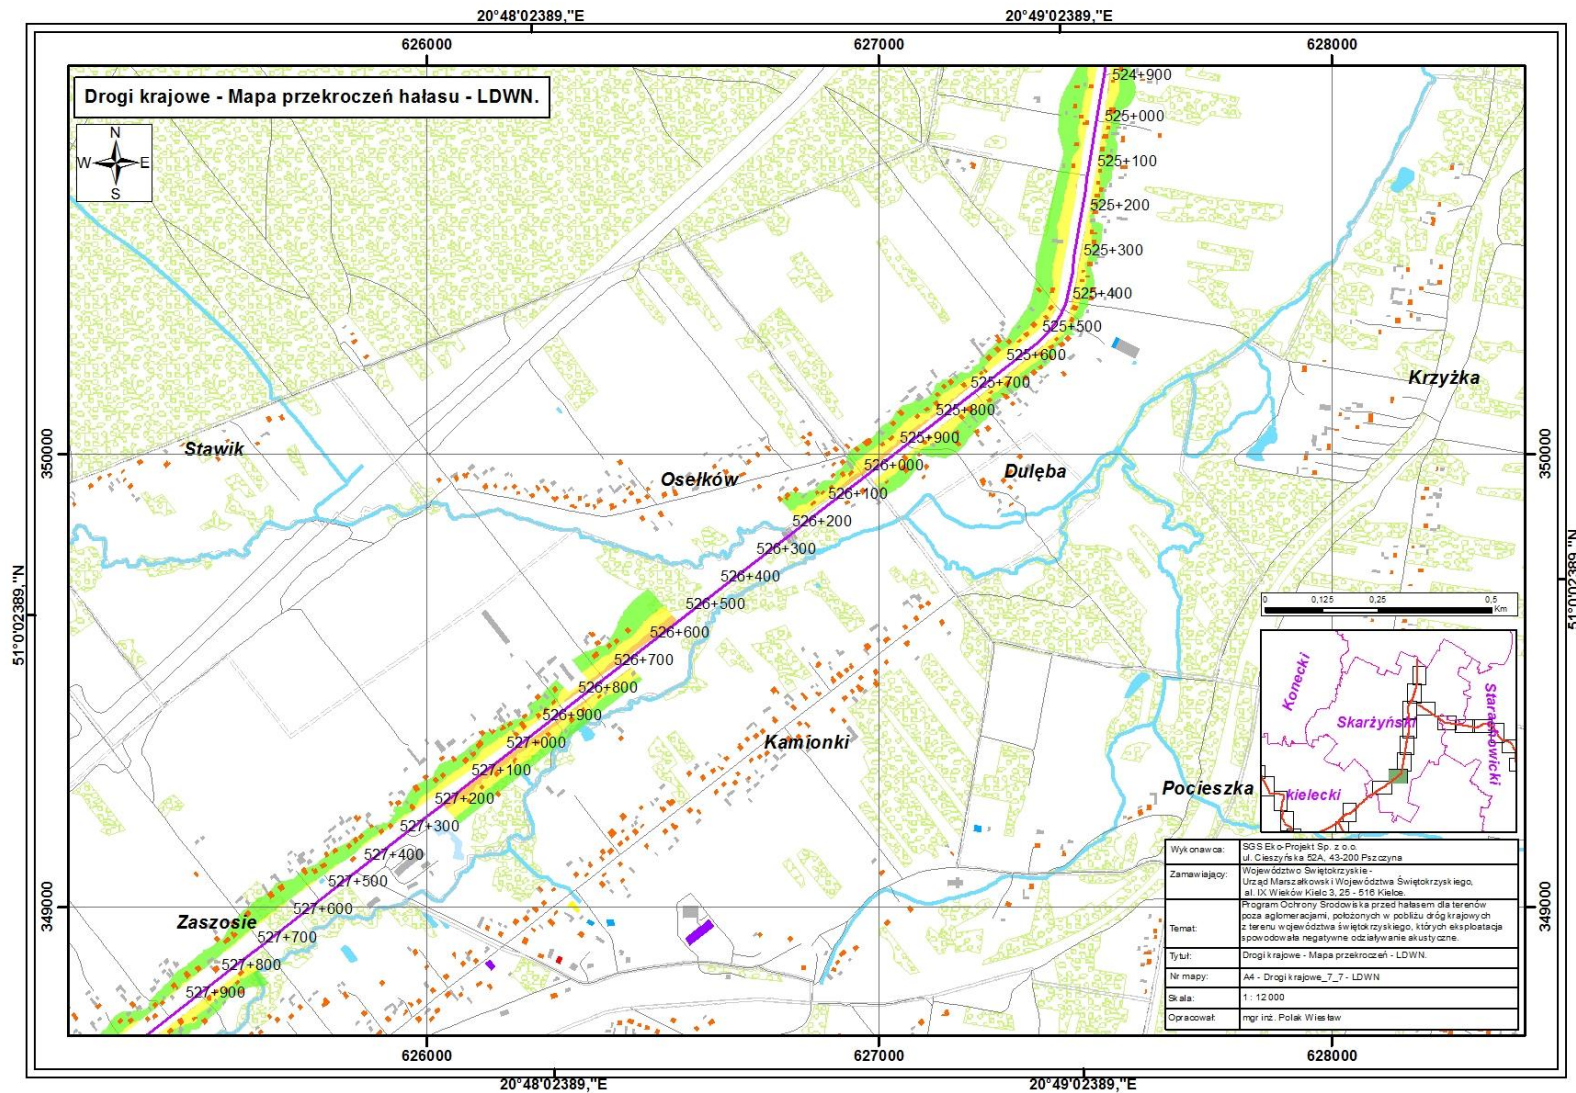 20°48'02389,"E
20°49'02389,"E
626000
627000
628000
Drogi krajowe - Mapa przekroczeń hałasu - LDWN.
N
W
E
S
524+900
525+000
525+100
525+200
525+300
525+400
525+500
525+600
525+700
525+800
525+900
526+000
526+100
526+200
526+300
526+400
526+500
526+600
526+700
526+800
526+900
527+000
527+100
527+200
527+300
527+400
527+500
527+600
527+700
527+800
527+900
Krzyżka
Stawik
Osełków
Dulęba
Kamionki
Pocieszka
Zaszosie
350000
350000
349000
349000
51°0'02389,"N
51°0'02389,"N
0
0,125
0,25
0,5
Km
Konecki
Skarżyński
Starachowicki
kielecki
Wykonawca:
SGS Eko-Projekt Sp. z o.o.
ul. Cieszyńska 52A, 43-200 Pszczyna
Zamawiający:
Województwo Świętokrzyskie -
Urząd Marszałkowski Województwa Świętokrzyskiego,
al. IX Wieków Kielc 3, 25 - 516 Kielce.
Temat:
Program Ochrony Środowiska przed hałasem dla terenów
poza aglomeracjami, położonych w pobliżu dróg krajowych
z terenu województwa świętokrzyskiego, których eksploatacja
spowodowała negatywne oddziaływanie akustyczne.
Tytuł:
Drogi krajowe - Mapa przekroczeń - LDWN.
Nr mapy:
A4 - Drogi krajowe_7_7 - LDWN
Skala:
1 : 12 000
Opracował:
mgr inż. Polak Wiesław
626000
627000
628000
20°48'02389,"E
20°49'02389,"E